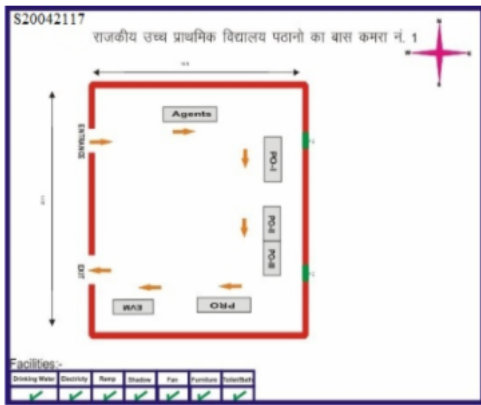 S20042117
राजकीय उच्च प्राथमिक विद्यालय पठानो का बास कमरा नं. 1
Agents
ENTRANCE
PO-I
PO-II
PO-III
EXIT
EVM
PRO
Facilities:-
Drinking Water Electricity Ramp Shadow Fan Furniture Toilet/Bath